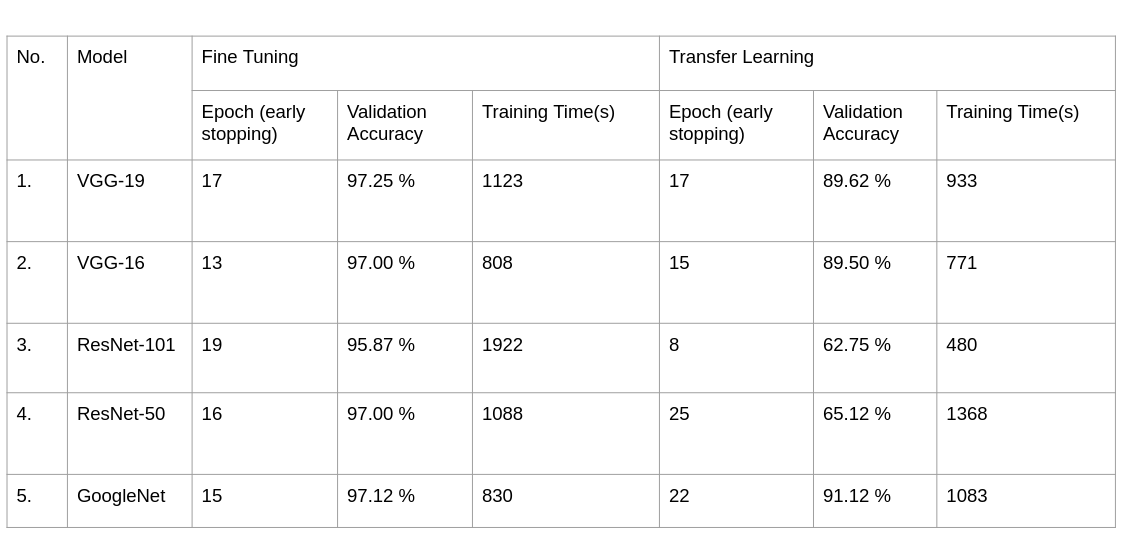 No. Model Fine Tuning Transfer Learning
Epoch (early stopping) Validation Accuracy Training Time(s) Epoch (early stopping) Validation Accuracy Training Time(s)
1. VGG-19 17 97.25 % 1123 17 89.62 % 933
2. VGG-16 13 97.00 % 808 15 89.50 % 771
3. ResNet-101 19 95.87 % 1922 8 62.75 % 480
4. ResNet-50 16 97.00 % 1088 25 65.12 % 1368
5. GoogleNet 15 97.12 % 830 22 91.12 % 1083